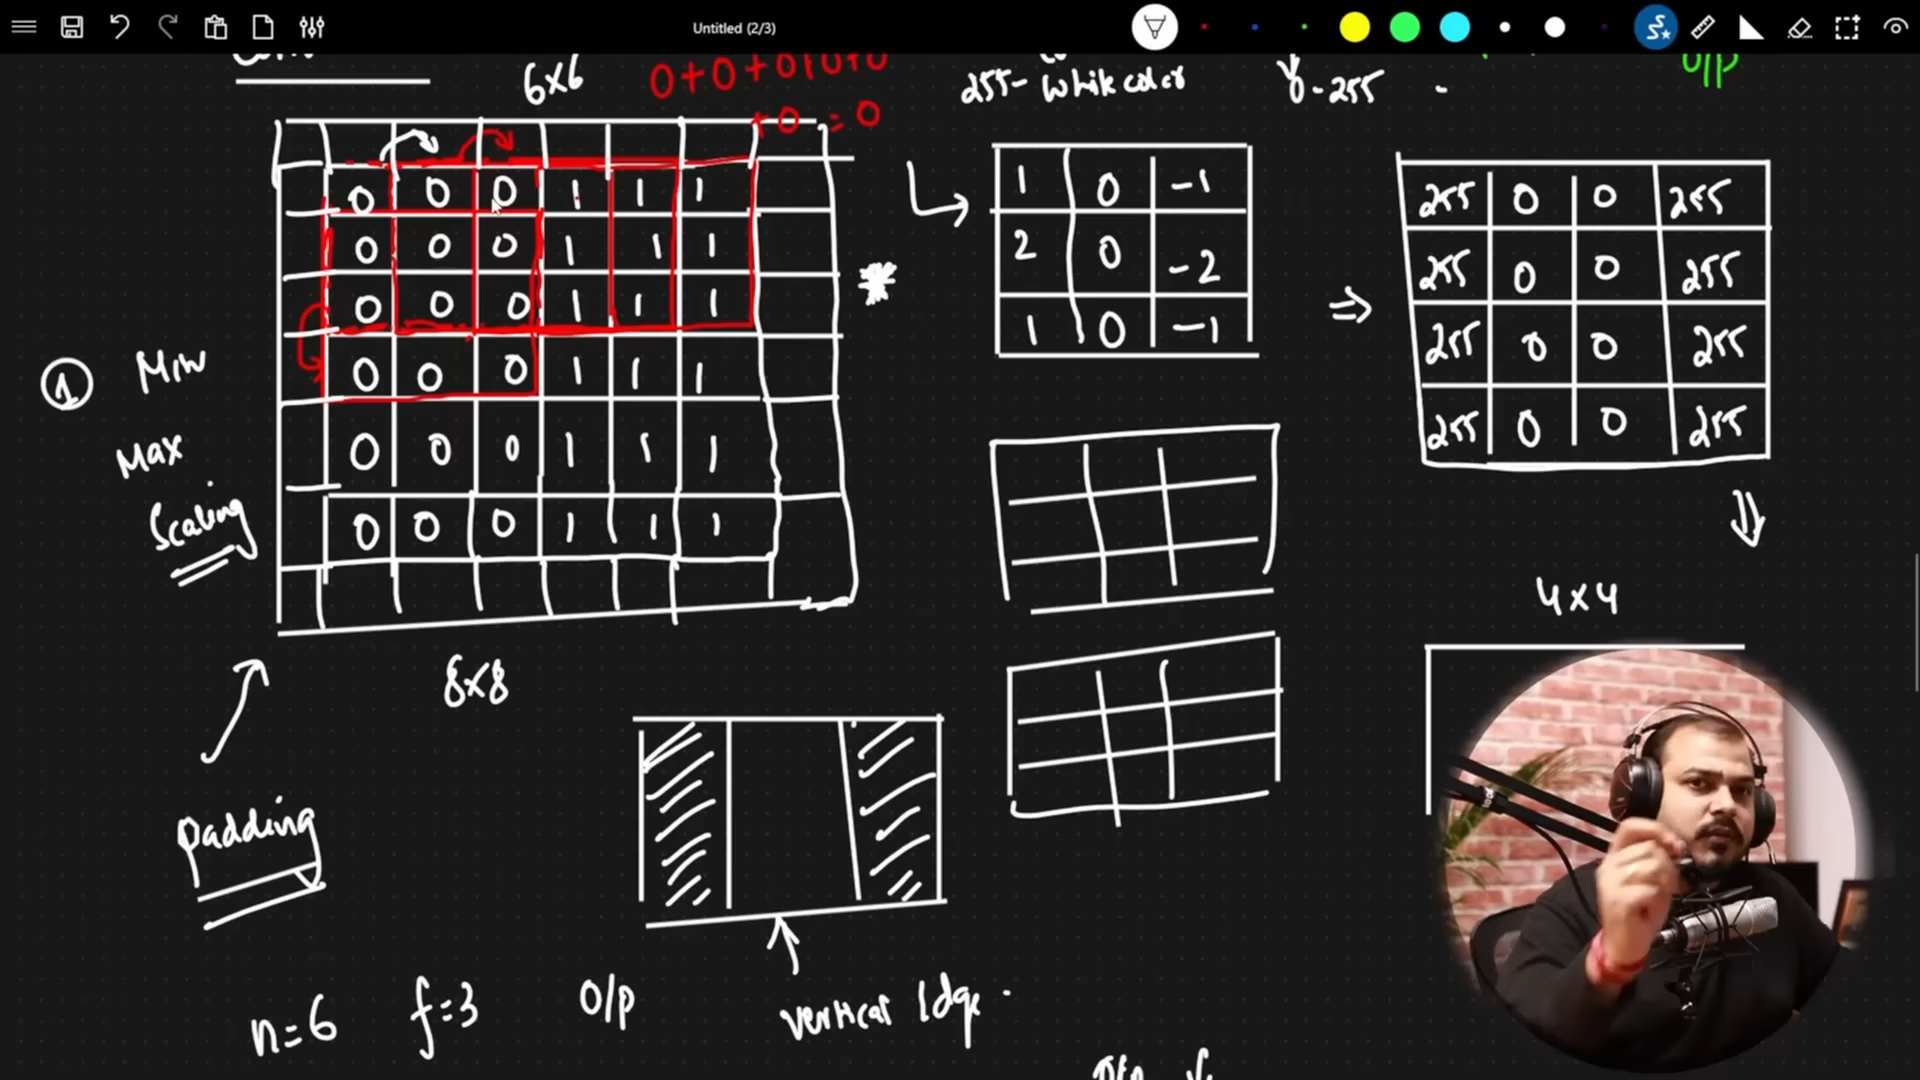 Untitled (2/3)
6x6
0+0+0+0+0
+0 = 0
255- White color
γ-255 -
O/P
0 0 0 1 1 1
0 0 0 1 1 1
0 0 0 1 1 1
0 0 0 1 1 1
0 0 0 1 1 1
0 0 0 1 1 1
*
1 0 -1
2 0 -2
1 0 -1
⇒
255 0 0 255
255 0 0 255
255 0 0 255
255 0 0 255
① Min
Max
Scaling
8x8
4x4
Padding
n=6 f=3 O/p
vertical Edge.